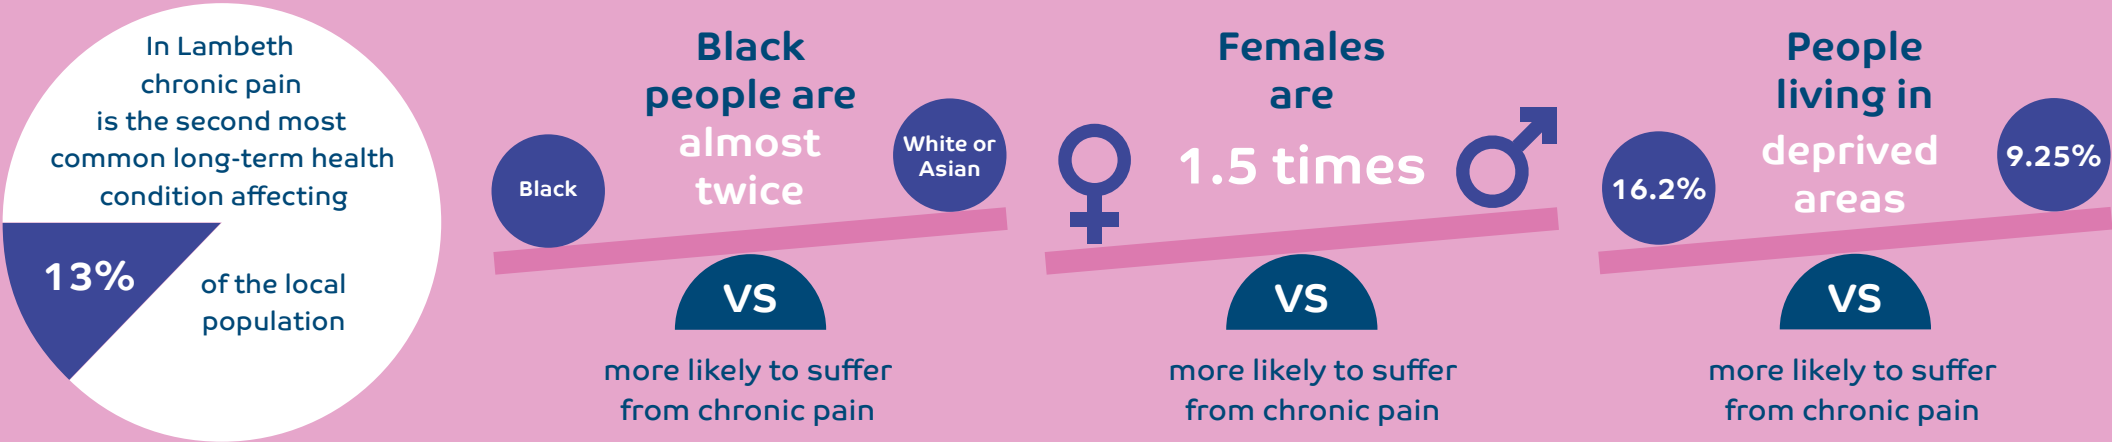 In Lambeth
chronic pain
is the second most
common long-term health
condition affecting
13%
of the local
population
Black
people are
almost
twice
Black
White or
Asian
VS
more likely to suffer
from chronic pain
Females
are
1.5 times
VS
more likely to suffer
from chronic pain
People
living in
deprived
areas
16.2%
9.25%
VS
more likely to suffer
from chronic pain